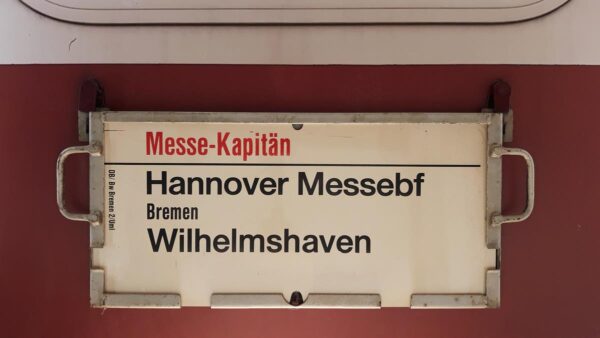 Messe-Kapitän
Hannover Messebf
Bremen
Wilhelmshaven